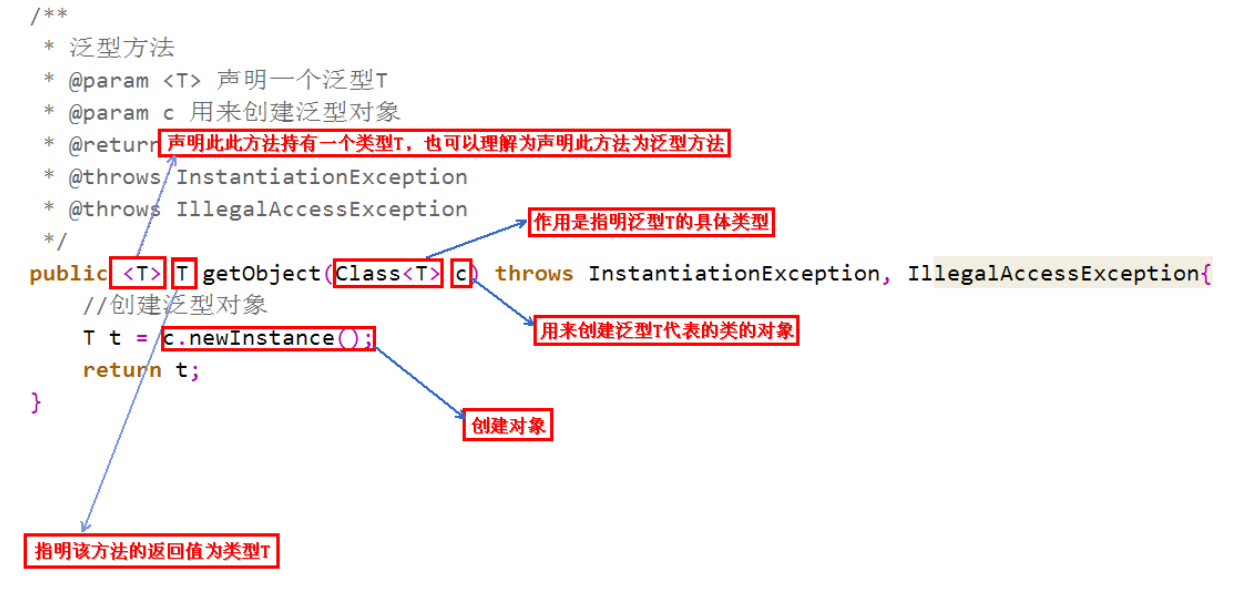 /**
* 泛型方法
* @param <T> 声明一个泛型T
* @param c 用来创建泛型对象
* @return 声明此此方法持有一个类型T，也可以理解为声明此方法为泛型方法
* @throws InstantiationException
* @throws IllegalAccessException
作用是指明泛型T的具体类型
*/
public <T> T getObject(Class<T> c) throws InstantiationException, IllegalAccessException{
//创建泛型对象
用来创建泛型T代表的类的对象
T t = c.newInstance();
return t;
}
创建对象
指明该方法的返回值为类型T